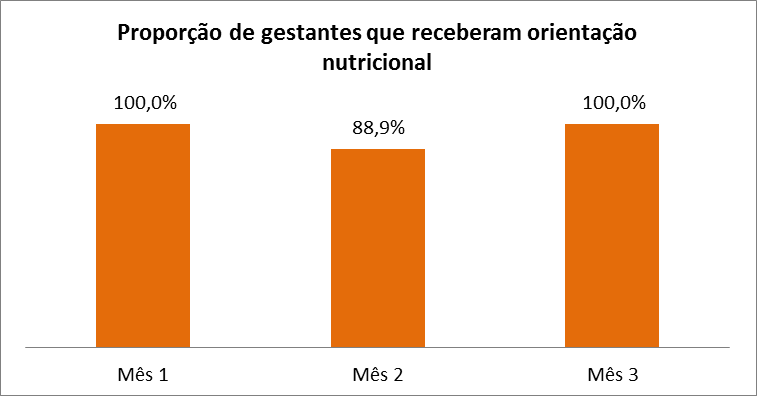 Proporção de gestantes que receberam orientação
nutricional
100,0%
88,9%
100,0%
Mês 1
Mês 2
Mês 3